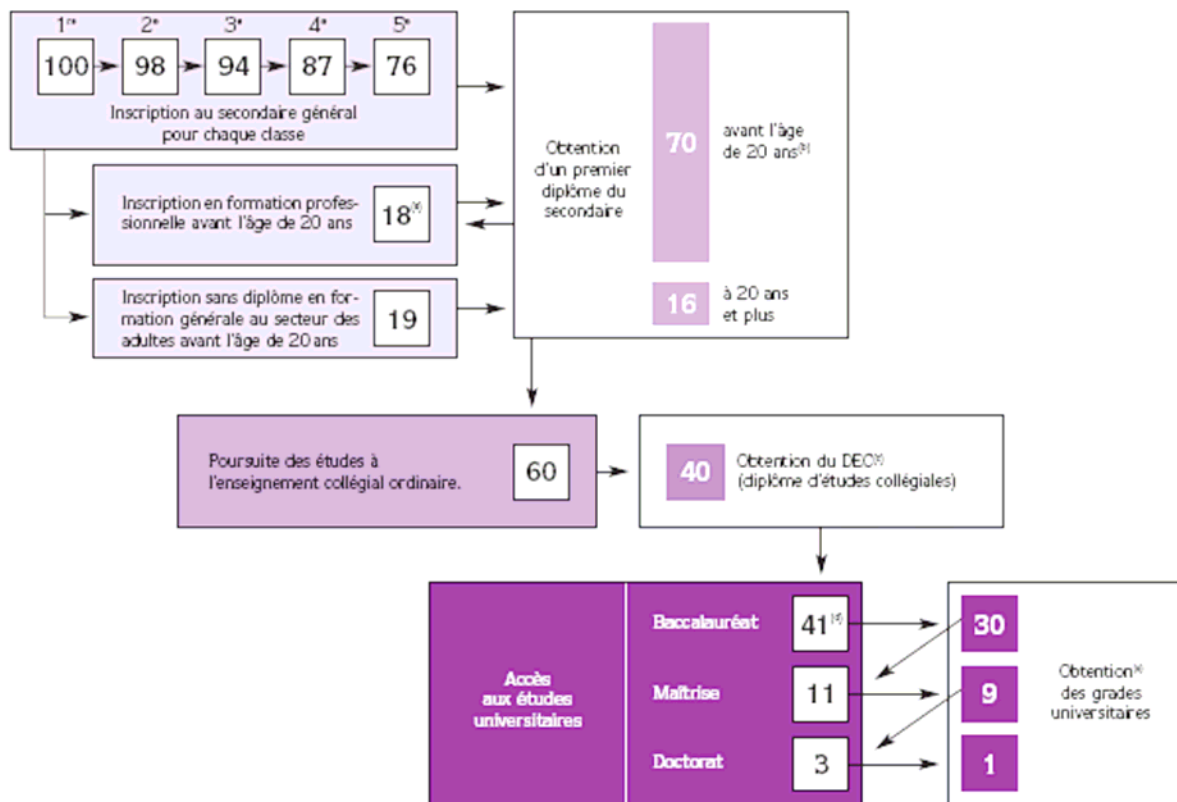 1re 2e 3e 4e 5e
100 98 94 87 76
Inscription au secondaire général
pour chaque classe
Inscription en formation profes-
sionnelle avant l'âge de 20 ans
18(a)
Inscription sans diplôme en for-
mation générale au secteur des
adultes avant l'âge de 20 ans
19
Obtention
d'un premier
diplôme du
secondaire
70
avant l'âge
de 20 ans(b)
16
à 20 ans
et plus
Poursuite des études à
l'enseignement collégial ordinaire.
60
40
Obtention du DEC(c)
(diplôme d'études collégiales)
Accès
aux études
universitaires
Baccalauréat 41(d) 30
Maîtrise 11 9
Doctorat 3 1
Obtention
des grades
universitaires